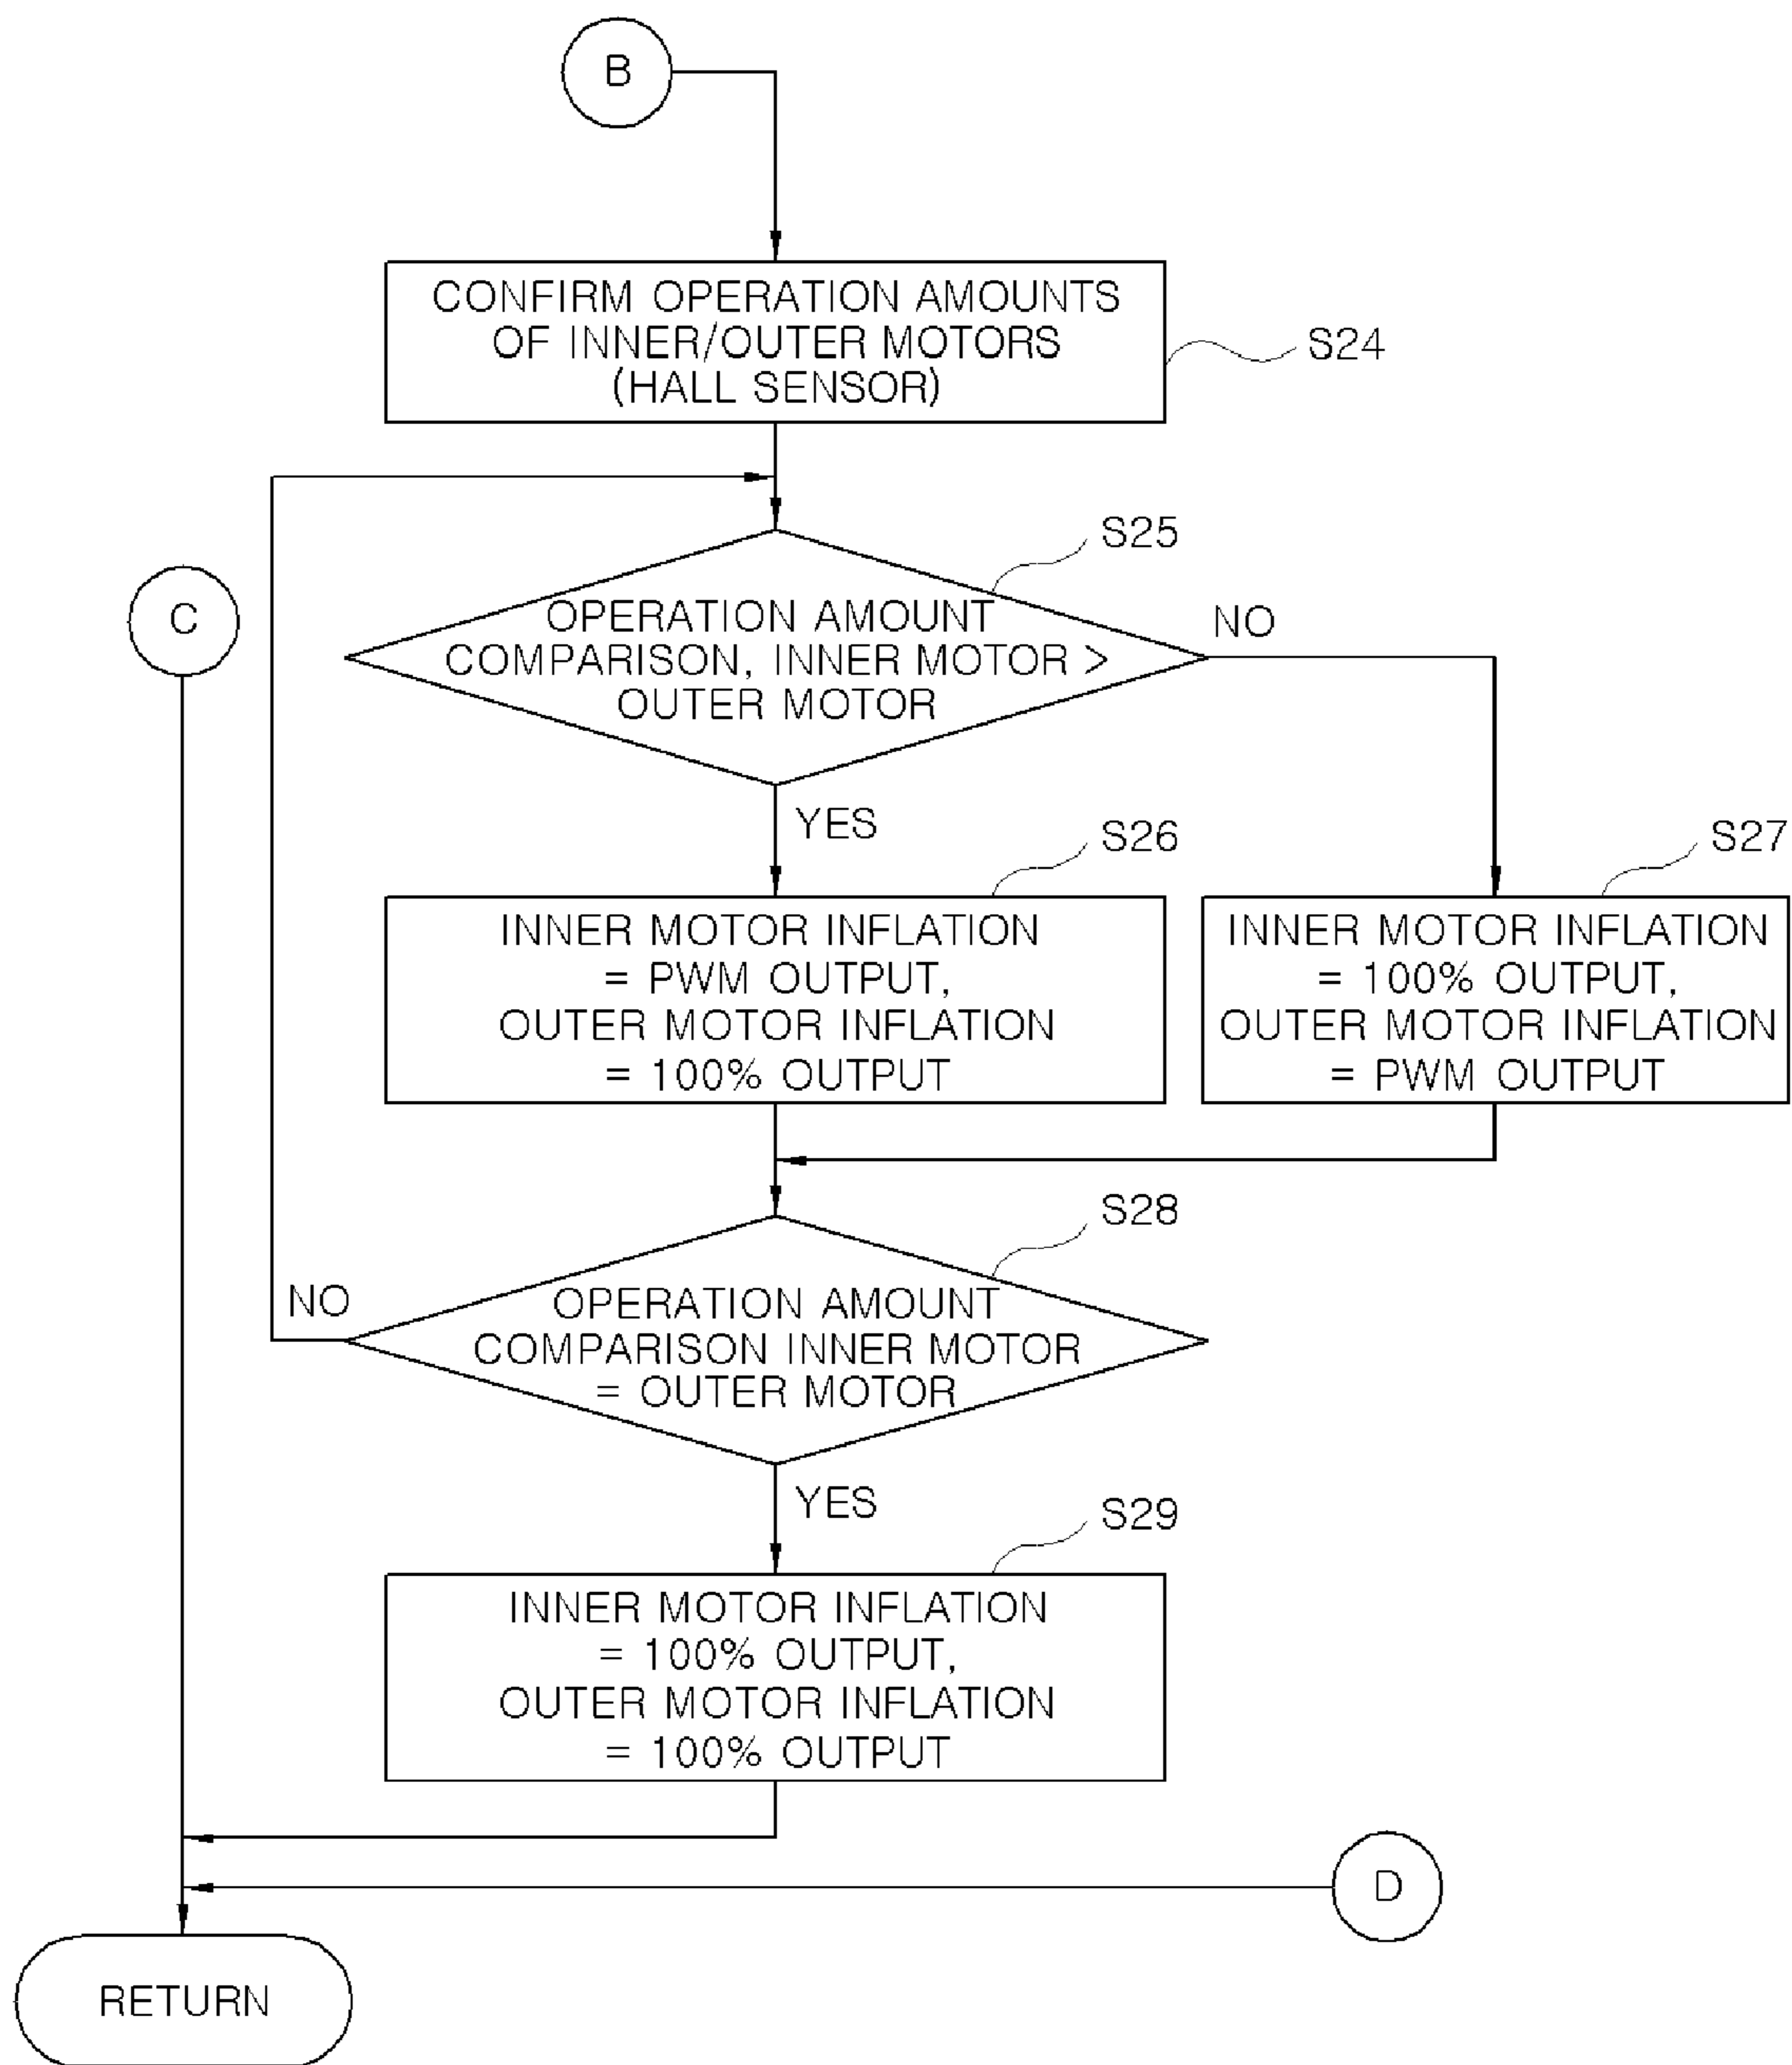 B
CONFIRM OPERATION AMOUNTS
OF INNER/OUTER MOTORS
(HALL SENSOR)
S24
C
S25
OPERATION AMOUNT
COMPARISON, INNER MOTOR >
OUTER MOTOR
NO
YES
S26
INNER MOTOR INFLATION
= PWM OUTPUT,
OUTER MOTOR INFLATION
= 100% OUTPUT
S27
INNER MOTOR INFLATION
= 100% OUTPUT,
OUTER MOTOR INFLATION
= PWM OUTPUT
S28
OPERATION AMOUNT
COMPARISON INNER MOTOR
= OUTER MOTOR
NO
YES
S29
INNER MOTOR INFLATION
= 100% OUTPUT,
OUTER MOTOR INFLATION
= 100% OUTPUT
D
RETURN